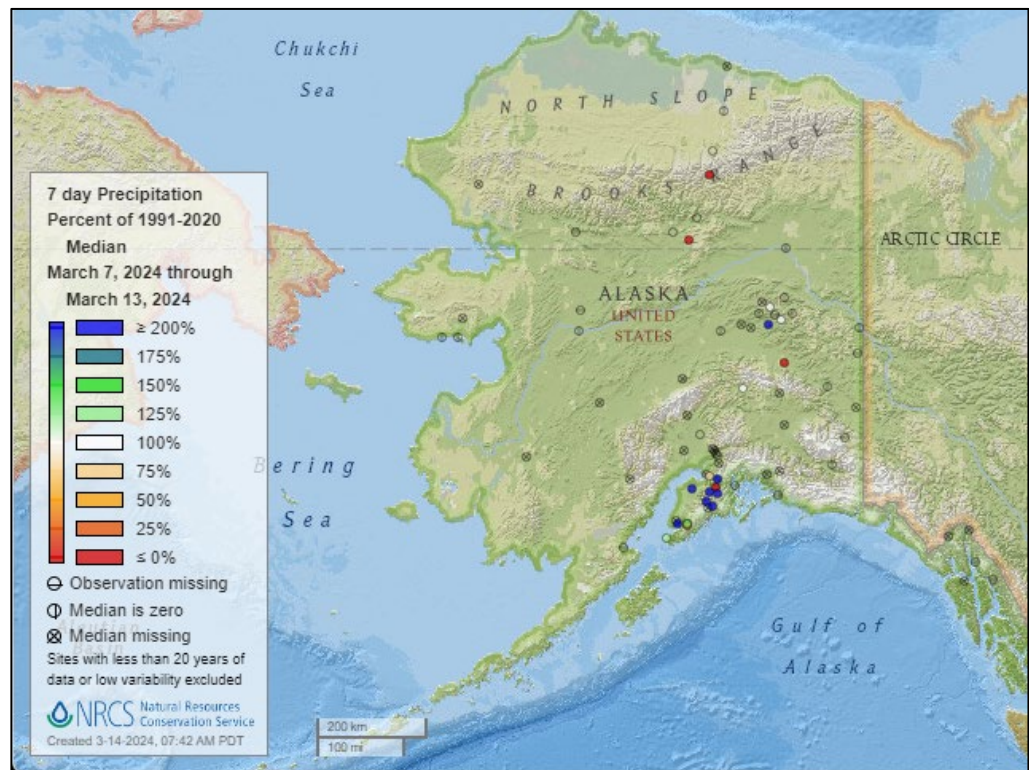 Chukchi
Sea
NORTH SLOPE
BROOKS RANGE
ARCTIC CIRCLE
ALASKA
UNITED
STATES
Bering
Sea
Gulf of
Alaska
7 day Precipitation
Percent of 1991-2020
Median
March 7, 2024 through
March 13, 2024
≥ 200%
175%
150%
125%
100%
75%
50%
25%
≤ 0%
Observation missing
Median is zero
Median missing
Aleutian
Basin
Sites with less than 20 years of
data or low variability excluded
NRCS Natural Resources
Conservation Service
Created 3-14-2024, 07:42 AM PDT
200 km
100 mi